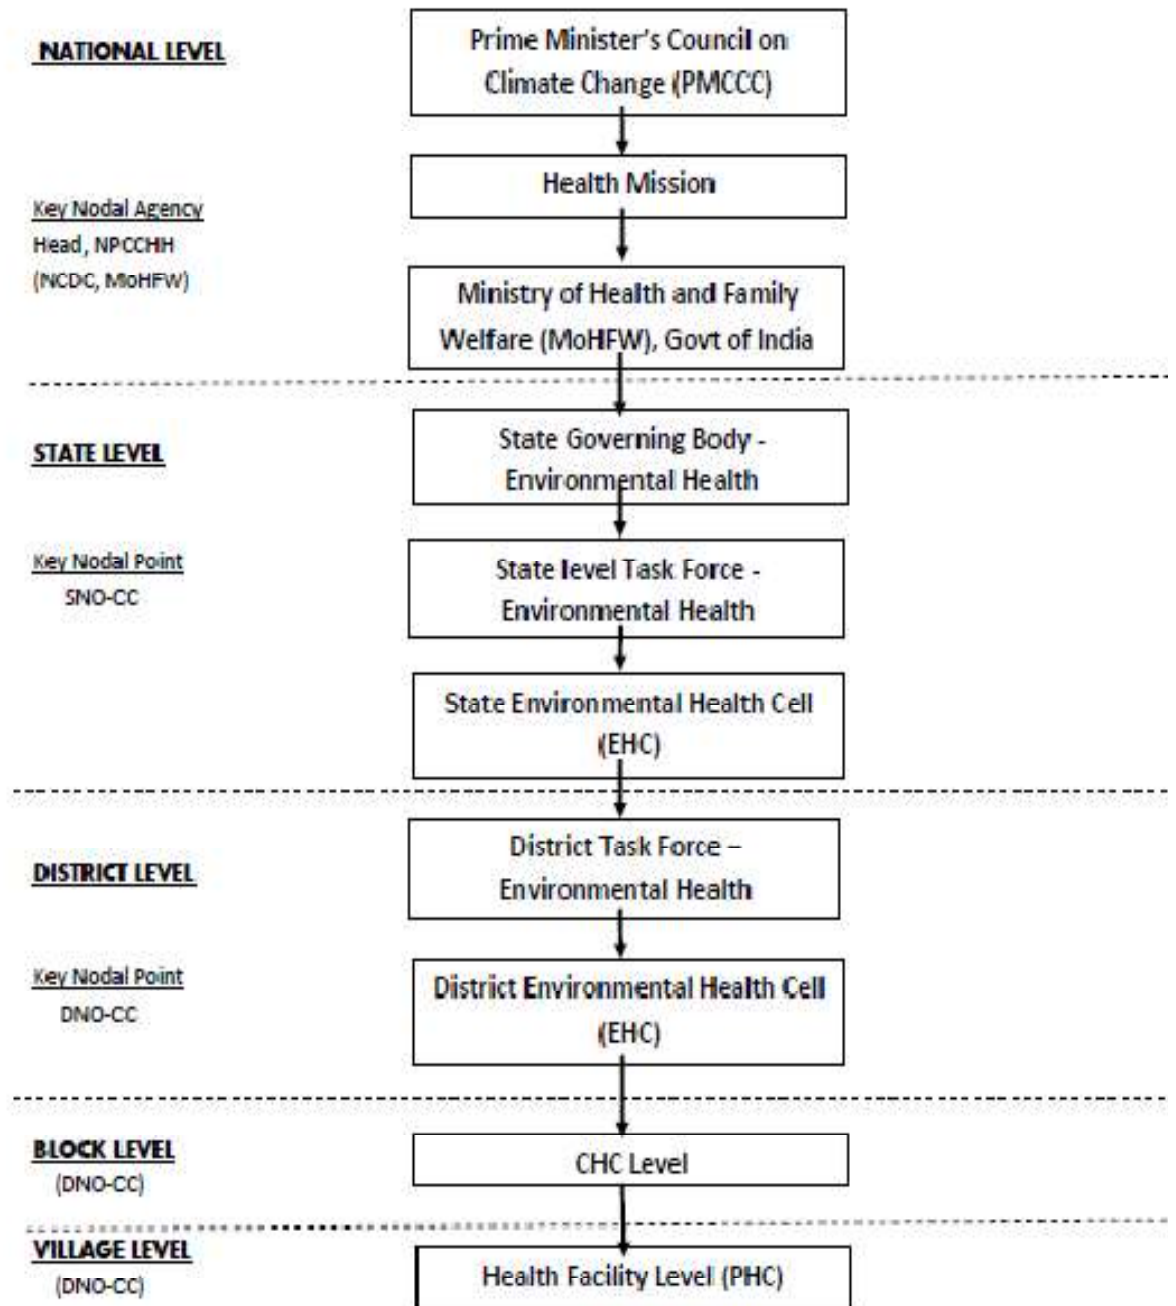 NATIONAL LEVEL
Prime Minister's Council on
Climate Change (PMCCC)
Health Mission
Key Nodal Agency
Head, NPCCHH
(NCDC, MoHFW)
Ministry of Health and Family
Welfare (MoHFW), Govt of India
STATE LEVEL
State Governing Body -
Environmental Health
Key Nodal Point
SNO-CC
State level Task Force -
Environmental Health
State Environmental Health Cell
(EHC)
DISTRICT LEVEL
District Task Force –
Environmental Health
Key Nodal Point
DNO-CC
District Environmental Health Cell
(EHC)
BLOCK LEVEL
(DNO-CC)
CHC Level
VILLAGE LEVEL
(DNO-CC)
Health Facility Level (PHC)